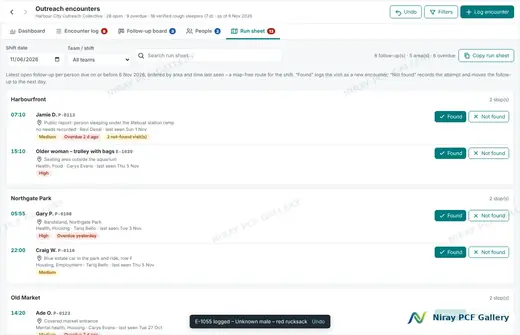 Outreach encounters
Harbour City Outreach Collective · 28 open · 9 overdue · 18 verified rough sleepers (7 d) · as of 6 Nov 2026
Undo
Filters
+ Log encounter
Dashboard
Encounter log
Follow-up board
People
Run sheet
Shift date
Team / shift
11/06/2026
All teams
Search run sheet...
8 follow-up(s) · 5 area(s) · 6 overdue
Copy run sheet
Latest open follow-up per person due on or before 6 Nov 2026, ordered by area and time last seen – a map-free route for the shift. "Found" logs the visit as a new encounter; "Not found" records the attempt and moves the follow-up to the next day.
Harbourfront
2 stop(s)
07:10
Jamie D. P-0112
Public report: person sleeping under the lifeboat station ramp
no needs recorded · Ravi Desai · last seen Sun 1 Nov
Medium
Overdue 2 d ago
2 not-found visit(s)
Found
Not found
15:10
Older woman – trolley with bags E-1039
Seating area outside the aquarium
Health, Food · Carys Evans · last seen Thu 5 Nov
High
Found
Not found
Northgate Park
2 stop(s)
05:55
Gary P. P-0108
Bandstand, Northgate Park
Health, Housing · Tariq Bello · last seen Tue 3 Nov
High
Overdue yesterday
Found
Not found
22:00
Craig W. P-0116
Blue estate car in the park and ride, row F
Housing, Employment · Tariq Bello · last seen Thu 5 Nov
Medium
Found
Not found
Old Market
2 stop(s)
14:20
Ade O. P-0123
Covered market entrance
Mental health, Housing · Carys Evans · last seen Tue 27 Oct
Found
Not found
E-1055 logged – Unknown male – red rucksack
Undo
Niray PCF Gallery